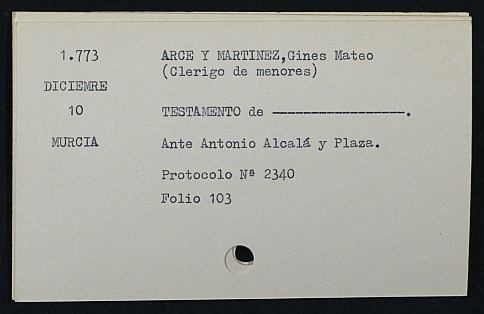 1.773 ARCE Y MARTINEZ,Gines Mateo
(Clerigo de menores)
DICIEMRE
10 TESTAMENTO de -----------------.
MURCIA Ante Antonio Alcalá y Plaza.
Protocolo Nª 2340
Folio 103